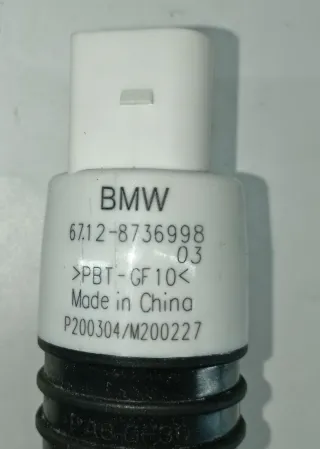 BMW
67.12-8736998
03
>PBT-GF10<
Made in China
P200304/M200227